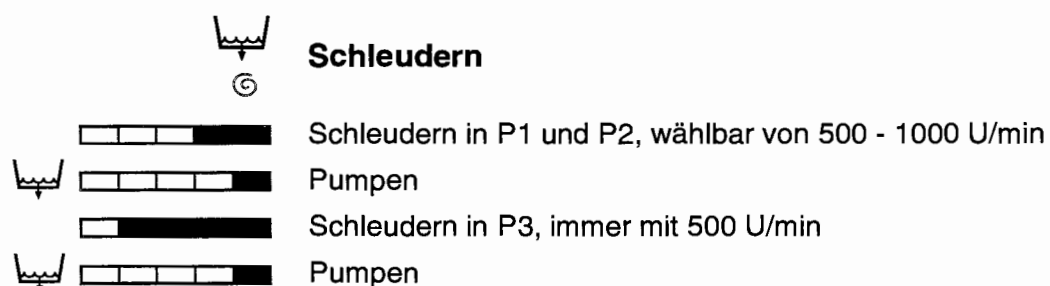 Schleudern
Schleudern in P1 und P2, wählbar von 500 - 1000 U/min
Pumpen
Schleudern in P3, immer mit 500 U/min
Pumpen